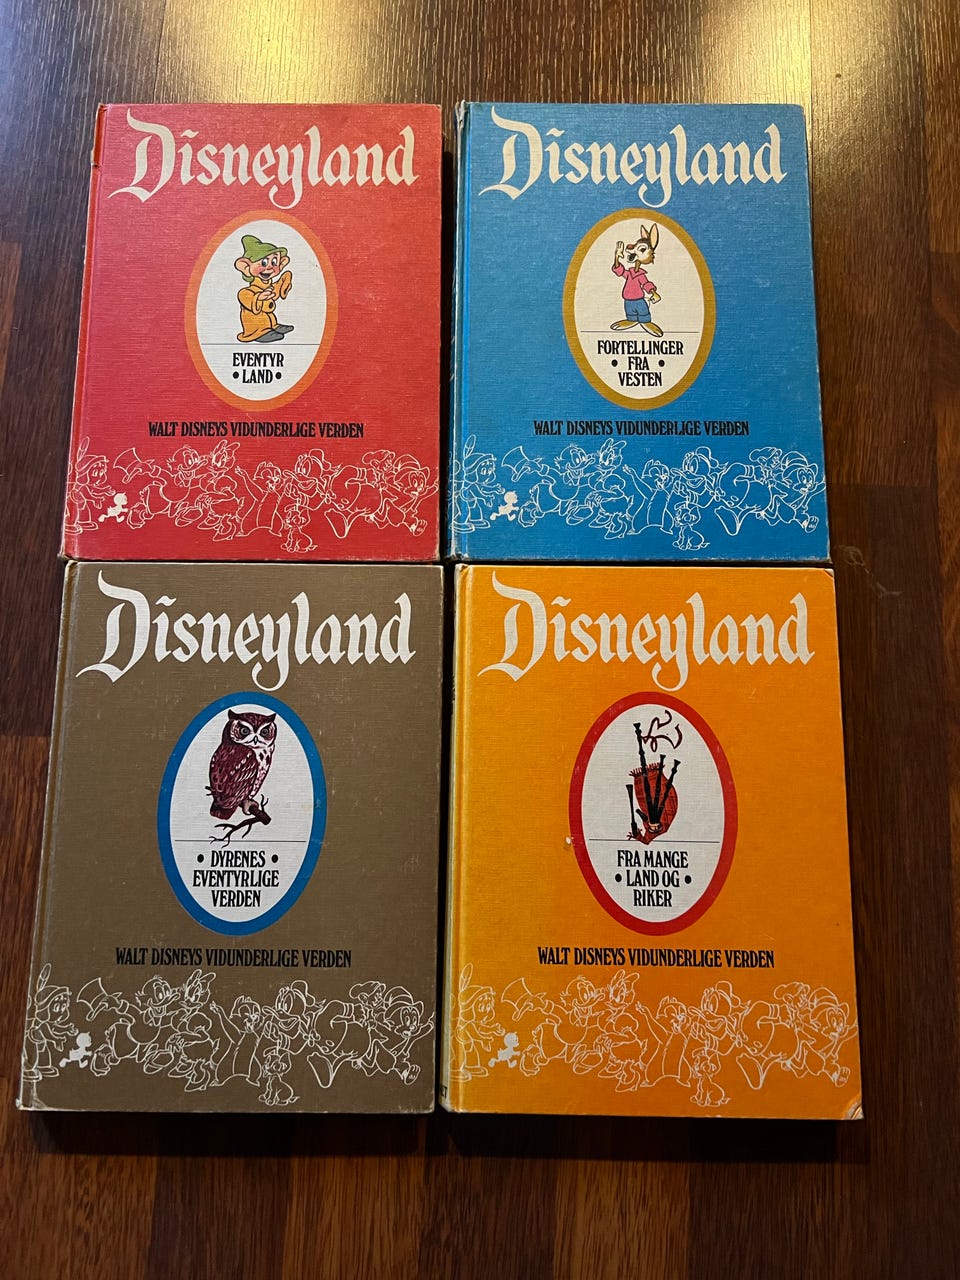 Disneyland
EVENTYR
• LAND •
WALT DISNEYS VIDUNDERLIGE VERDEN
Disneyland
FORTELLINGER
• FRA •
VESTEN
WALT DISNEYS VIDUNDERLIGE VERDEN
Disneyland
• DYRENES •
EVENTYRLIGE
VERDEN
WALT DISNEYS VIDUNDERLIGE VERDEN
Disneyland
FRA MANGE
• LAND OG •
RIKER
WALT DISNEYS VIDUNDERLIGE VERDEN